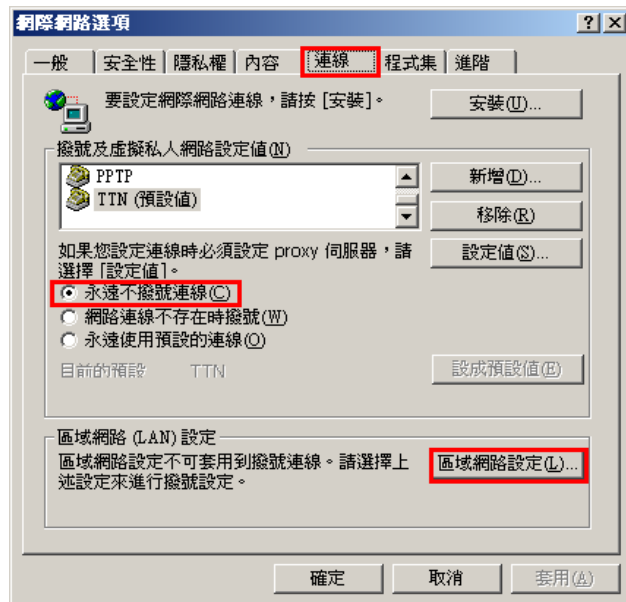 網際網路選項
一般 安全性 隱私權 內容 連線 程式集 進階
要設定網際網路連線，請按 [安裝]。 安裝(U)...
撥號及虛擬私人網路設定值(N)
PPTP 新增(D)...
TTN (預設值) 移除(R)
如果您設定連線時必須設定 proxy 伺服器，請 設定值(S)...
選擇 [設定值]。
永遠不撥號連線(C)
網路連線不存在時撥號(W)
永遠使用預設的連線(O)
目前的預設 TTN 設成預設值(E)
區域網路 (LAN) 設定
區域網路設定不可套用到撥號連線。請選擇上 區域網路設定(L)...
述設定來進行撥號設定。
確定 取消 套用(A)